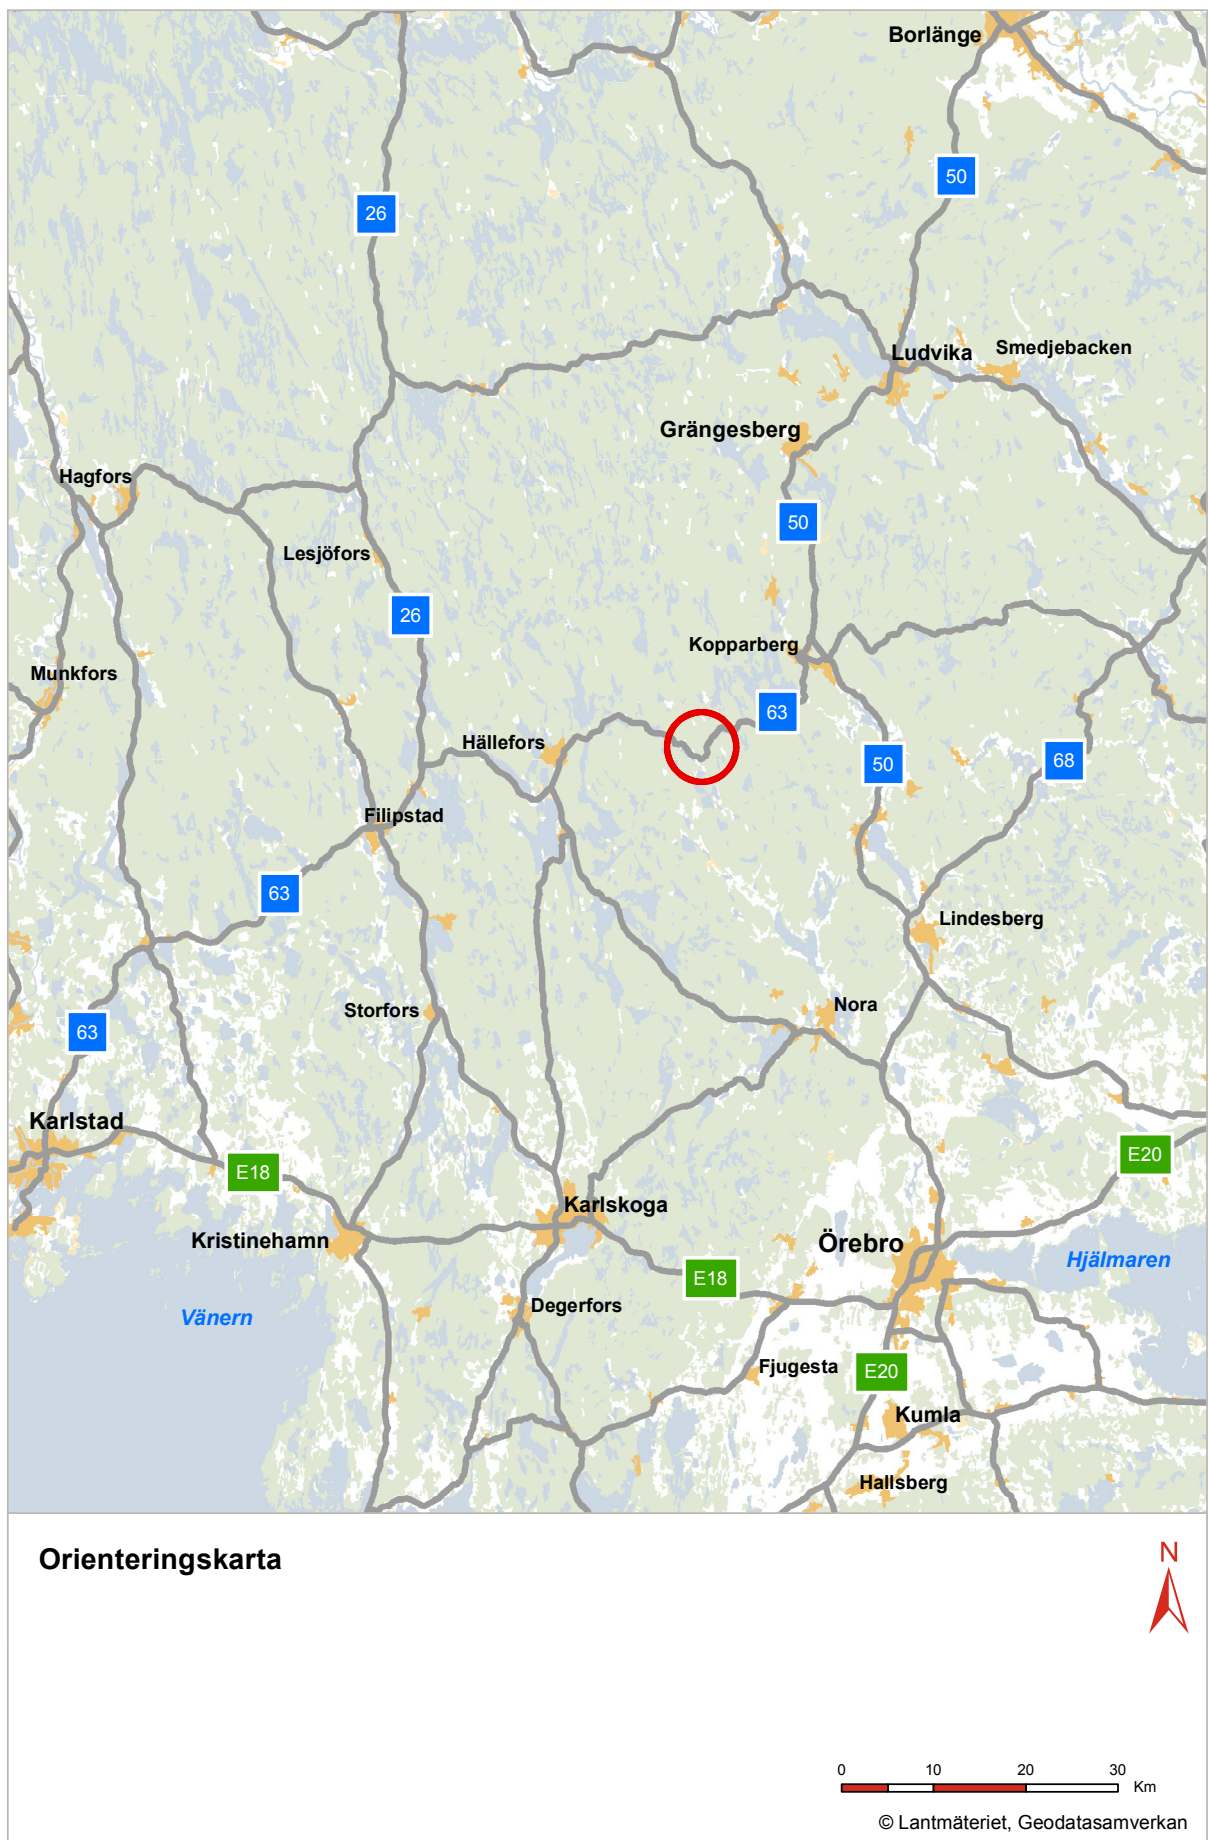 Borlänge
50
26
Ludvika
Smedjebacken
Grängesberg
Hagfors
50
Lesjöfors
26
Kopparberg
Munkfors
63
Hällefors
50
68
Filipstad
63
Lindesberg
Storfors
Nora
63
Karlstad
E18
E20
Karlskoga
Kristinehamn
Örebro
Hjälmaren
E18
Vänern
Degerfors
Fjugesta
E20
Kumla
Hallsberg
Orienteringskarta
N
0 10 20 30
Km
© Lantmäteriet, Geodatasamverkan